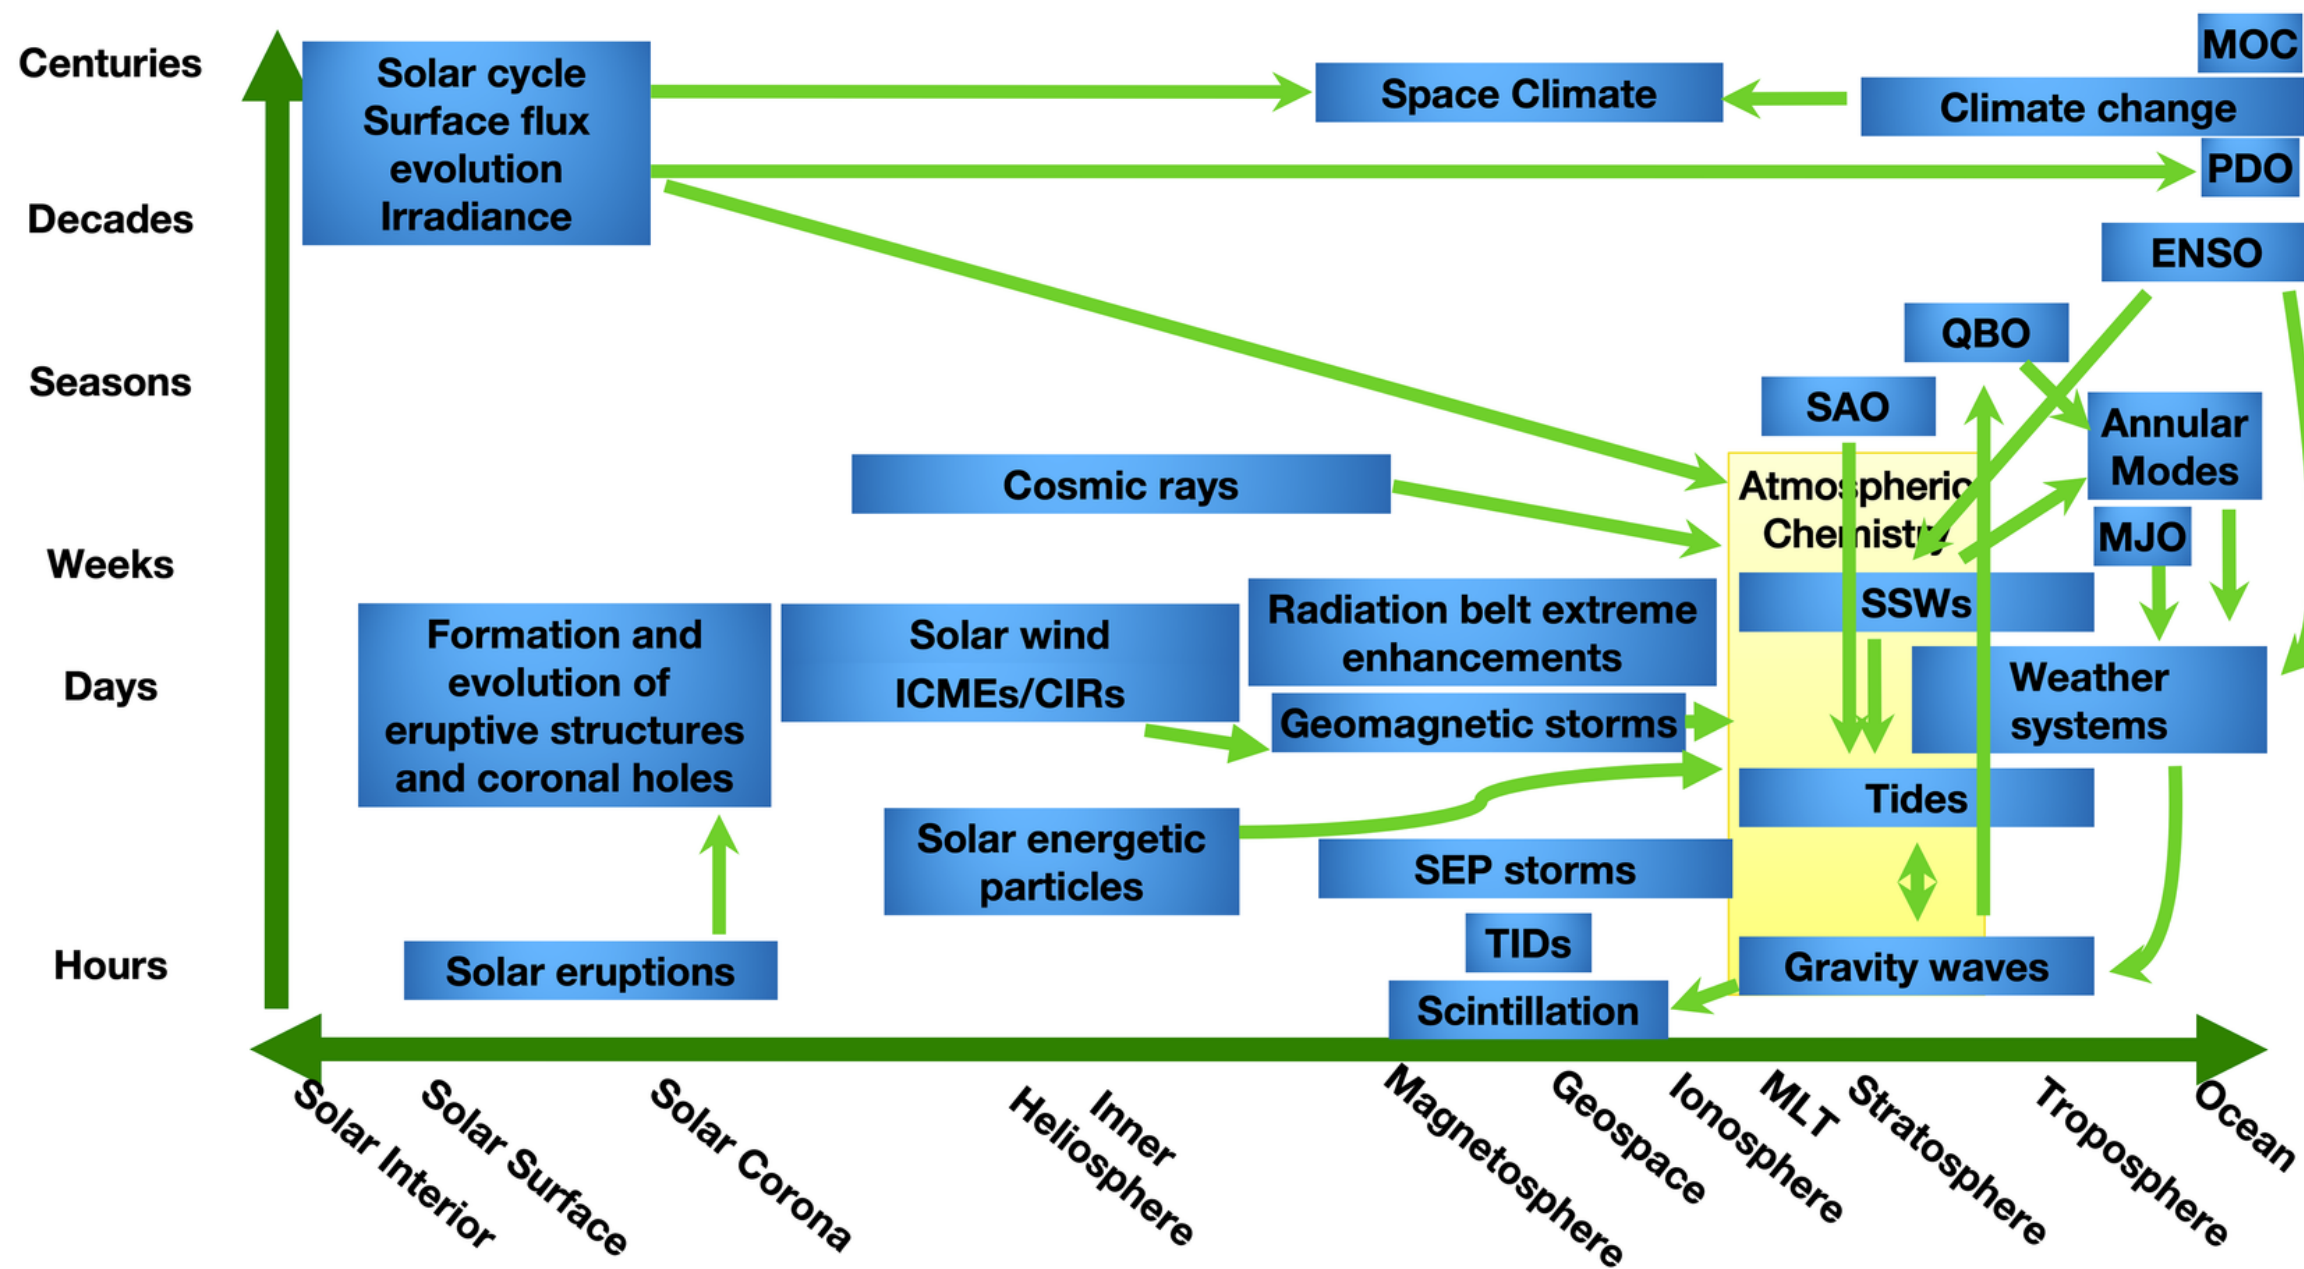 Centuries
Decades
Seasons
Weeks
Days
Hours
Solar cycle
Surface flux
evolution
Irradiance
Space Climate
MOC
Climate change
PDO
ENSO
QBO
SAO
Annular
Modes
Cosmic rays
Atmospheric
Chemistry
MJO
SSWs
Formation and
evolution of
eruptive structures
and coronal holes
Solar wind
ICMEs/CIRs
Radiation belt extreme
enhancements
Geomagnetic storms
Weather
systems
Tides
Solar energetic
particles
SEP storms
TIDs
Solar eruptions
Gravity waves
Scintillation
Solar Interior
Solar Surface
Solar Corona
Inner
Heliosphere
Magnetosphere
Geospace
Ionosphere
MLT
Stratosphere
Troposphere
Ocean